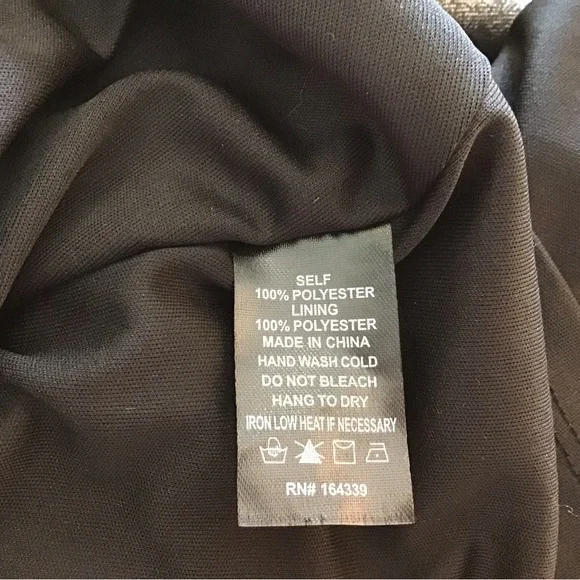 SELF
100% POLYESTER
LINING
100% POLYESTER
MADE IN CHINA
HAND WASH COLD
DO NOT BLEACH
HANG TO DRY
IRON LOW HEAT IF NECESSARY
RN# 164339